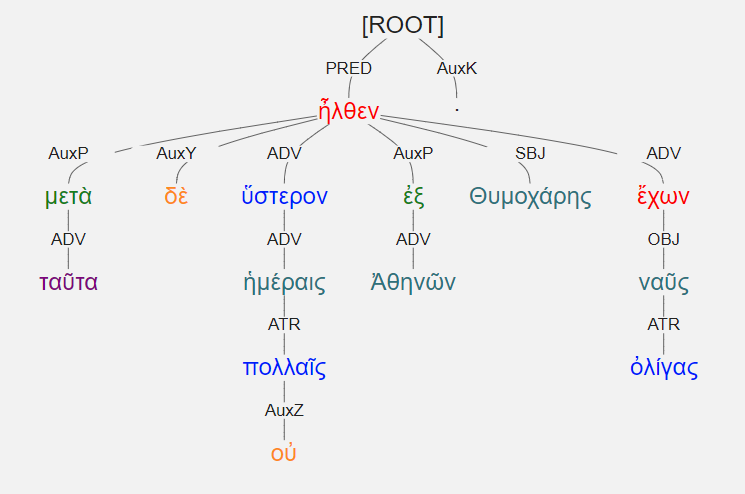 [ROOT]
PRED AuxK
ἦλθεν .
AuxP AuxY ADV AuxP SBJ ADV
μετὰ δὲ ὕστερον ἐξ Θυμοχάρης ἔχων
ADV ADV ADV OBJ
ταῦτα ἡμέραις Ἀθηνῶν ναῦς
ATR ATR
πολλαῖς ὀλίγας
AuxZ
οὐ